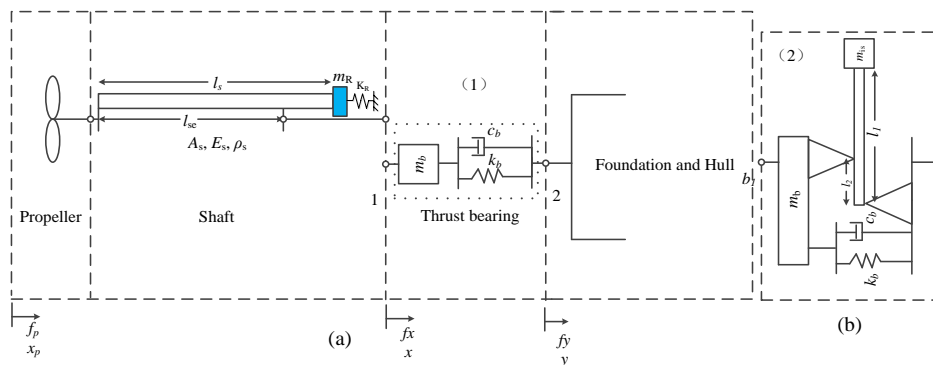 l_s
m_R
K_R
l_se
A_s, E_s, ρ_s
Propeller
Shaft
(1)
c_b
k_b
m_b
1
2
Thrust bearing
Foundation and Hull
f_p
x_p
(a)
fx
x
fy
y
(2)
m_is
l_1
l_2
b_1
m_b
c_b
k_b
(b)